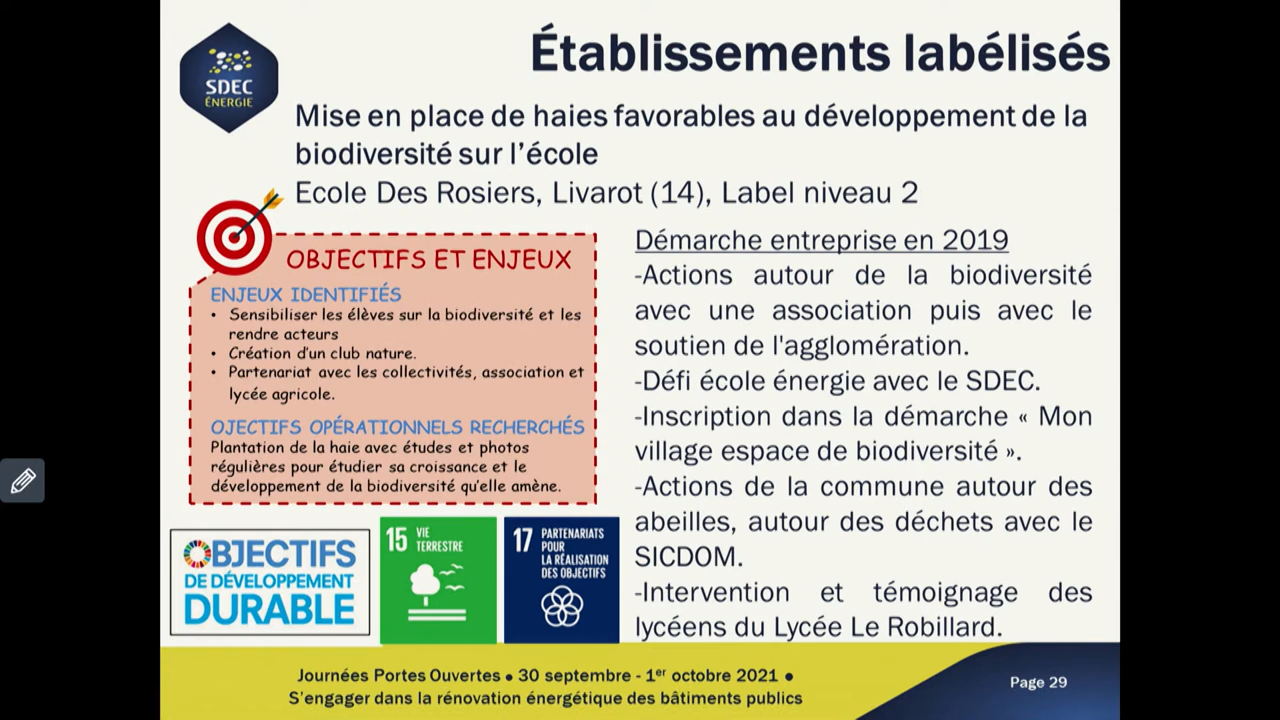 SDEC
ÉNERGIE
Établissements labélisés
Mise en place de haies favorables au développement de la
biodiversité sur l'école
Ecole Des Rosiers, Livarot (14), Label niveau 2
OBJECTIFS ET ENJEUX
ENJEUX IDENTIFIÉS
• Sensibiliser les élèves sur la biodiversité et les
rendre acteurs
• Création d'un club nature.
• Partenariat avec les collectivités, association et
lycée agricole.
OJECTIFS OPÉRATIONNELS RECHERCHÉS
Plantation de la haie avec études et photos
régulières pour étudier sa croissance et le
développement de la biodiversité qu'elle amène.
Démarche entreprise en 2019
-Actions autour de la biodiversité
avec une association puis avec le
soutien de l'agglomération.
-Défi école énergie avec le SDEC.
-Inscription dans la démarche « Mon
village espace de biodiversité ».
-Actions de la commune autour des
abeilles, autour des déchets avec le
SICDOM.
-Intervention et témoignage des
lycéens du Lycée Le Robillard.
OBJECTIFS
DE DÉVELOPPEMENT
DURABLE
15 VIE
TERRESTRE
17 PARTENARIATS
POUR
LA RÉALISATION
DES OBJECTIFS
Journées Portes Ouvertes • 30 septembre - 1er octobre 2021 •
S'engager dans la rénovation énergétique des bâtiments publics
Page 29